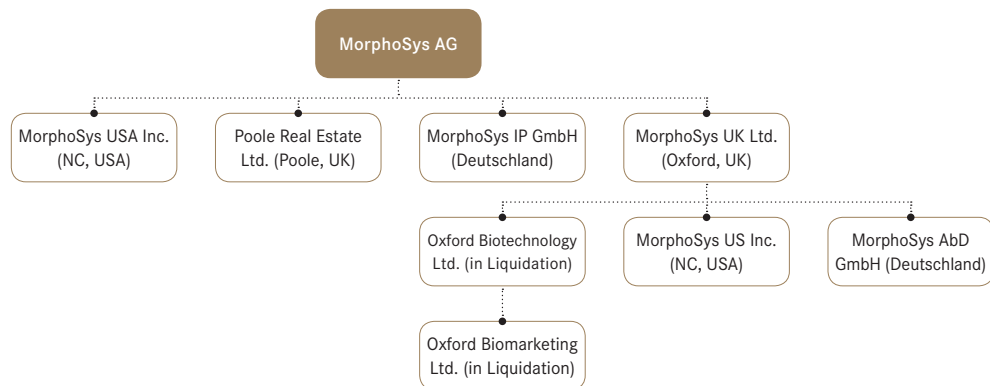 MorphoSys AG
MorphoSys USA Inc.
(NC, USA)
Poole Real Estate
Ltd. (Poole, UK)
MorphoSys IP GmbH
(Deutschland)
MorphoSys UK Ltd.
(Oxford, UK)
Oxford Biotechnology
Ltd. (in Liquidation)
MorphoSys US Inc.
(NC, USA)
MorphoSys AbD
GmbH (Deutschland)
Oxford Biomarketing
Ltd. (in Liquidation)